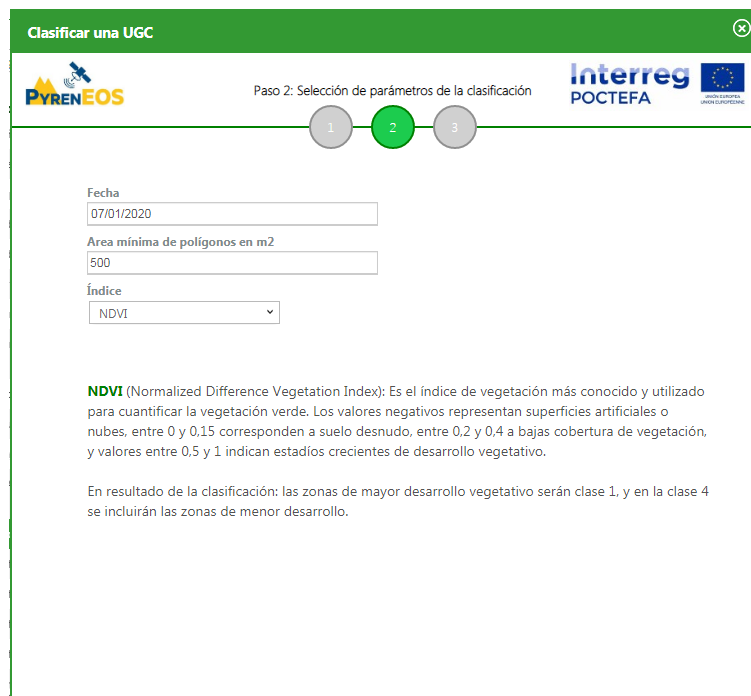 Clasificar una UGC
PYRENEOS
Paso 2: Selección de parámetros de la clasificación
Interreg
POCTEFA
UNIÓN EUROPEA
UNION EUROPÉENNE
1
2
3
Fecha
07/01/2020
Area mínima de polígonos en m2
500
Índice
NDVI
NDVI (Normalized Difference Vegetation Index): Es el índice de vegetación más conocido y utilizado
para cuantificar la vegetación verde. Los valores negativos representan superficies artificiales o
nubes, entre 0 y 0,15 corresponden a suelo desnudo, entre 0,2 y 0,4 a bajas cobertura de vegetación,
y valores entre 0,5 y 1 indican estadíos crecientes de desarrollo vegetativo.
En resultado de la clasificación: las zonas de mayor desarrollo vegetativo serán clase 1, y en la clase 4
se incluirán las zonas de menor desarrollo.